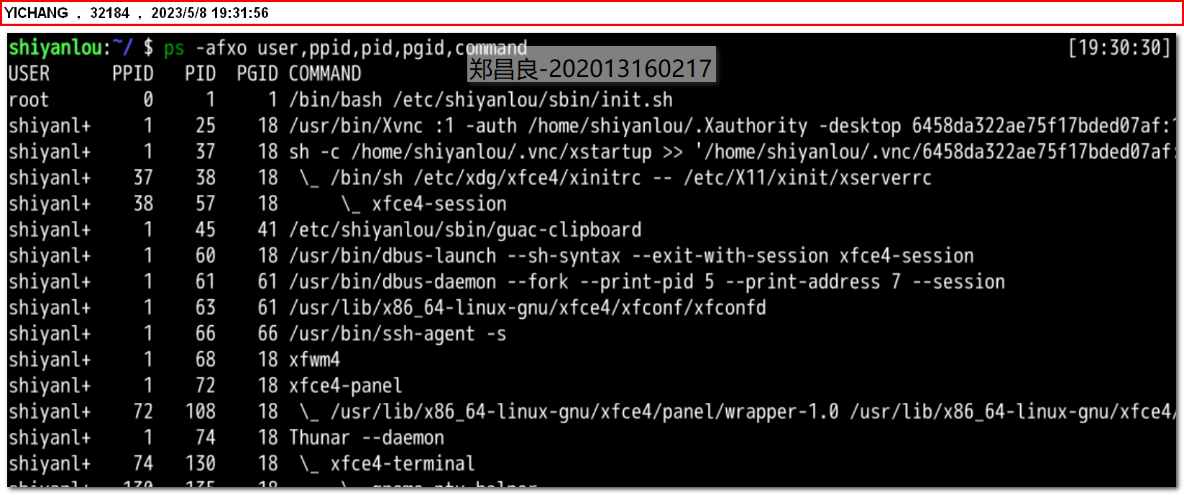 YICHANG , 32184 , 2023/5/8 19:31:56
shiyanlou:~/ $ ps -afxo user,ppid,pid,pgid,command [19:30:30]
郑昌良-202013160217
USER PPID PID PGID COMMAND
root 0 1 1 /bin/bash /etc/shiyanlou/sbin/init.sh
shiyanl+ 1 25 18 /usr/bin/Xvnc :1 -auth /home/shiyanlou/.Xauthority -desktop 6458da322ae75f17bded07af:1
shiyanl+ 1 37 18 sh -c /home/shiyanlou/.vnc/xstartup >> '/home/shiyanlou/.vnc/6458da322ae75f17bded07af:
shiyanl+ 37 38 18 \_ /bin/sh /etc/xdg/xfce4/xinitrc -- /etc/X11/xinit/xserverrc
shiyanl+ 38 57 18 \_ xfce4-session
shiyanl+ 1 45 41 /etc/shiyanlou/sbin/guac-clipboard
shiyanl+ 1 60 18 /usr/bin/dbus-launch --sh-syntax --exit-with-session xfce4-session
shiyanl+ 1 61 61 /usr/bin/dbus-daemon --fork --print-pid 5 --print-address 7 --session
shiyanl+ 1 63 61 /usr/lib/x86_64-linux-gnu/xfce4/xfconf/xfconfd
shiyanl+ 1 66 66 /usr/bin/ssh-agent -s
shiyanl+ 1 68 18 xfwm4
shiyanl+ 1 72 18 xfce4-panel
shiyanl+ 72 108 18 \_ /usr/lib/x86_64-linux-gnu/xfce4/panel/wrapper-1.0 /usr/lib/x86_64-linux-gnu/xfce4/
shiyanl+ 1 74 18 Thunar --daemon
shiyanl+ 74 130 18 \_ xfce4-terminal
shiyanl+ 130 135 18 \_ gnome-pty-helper